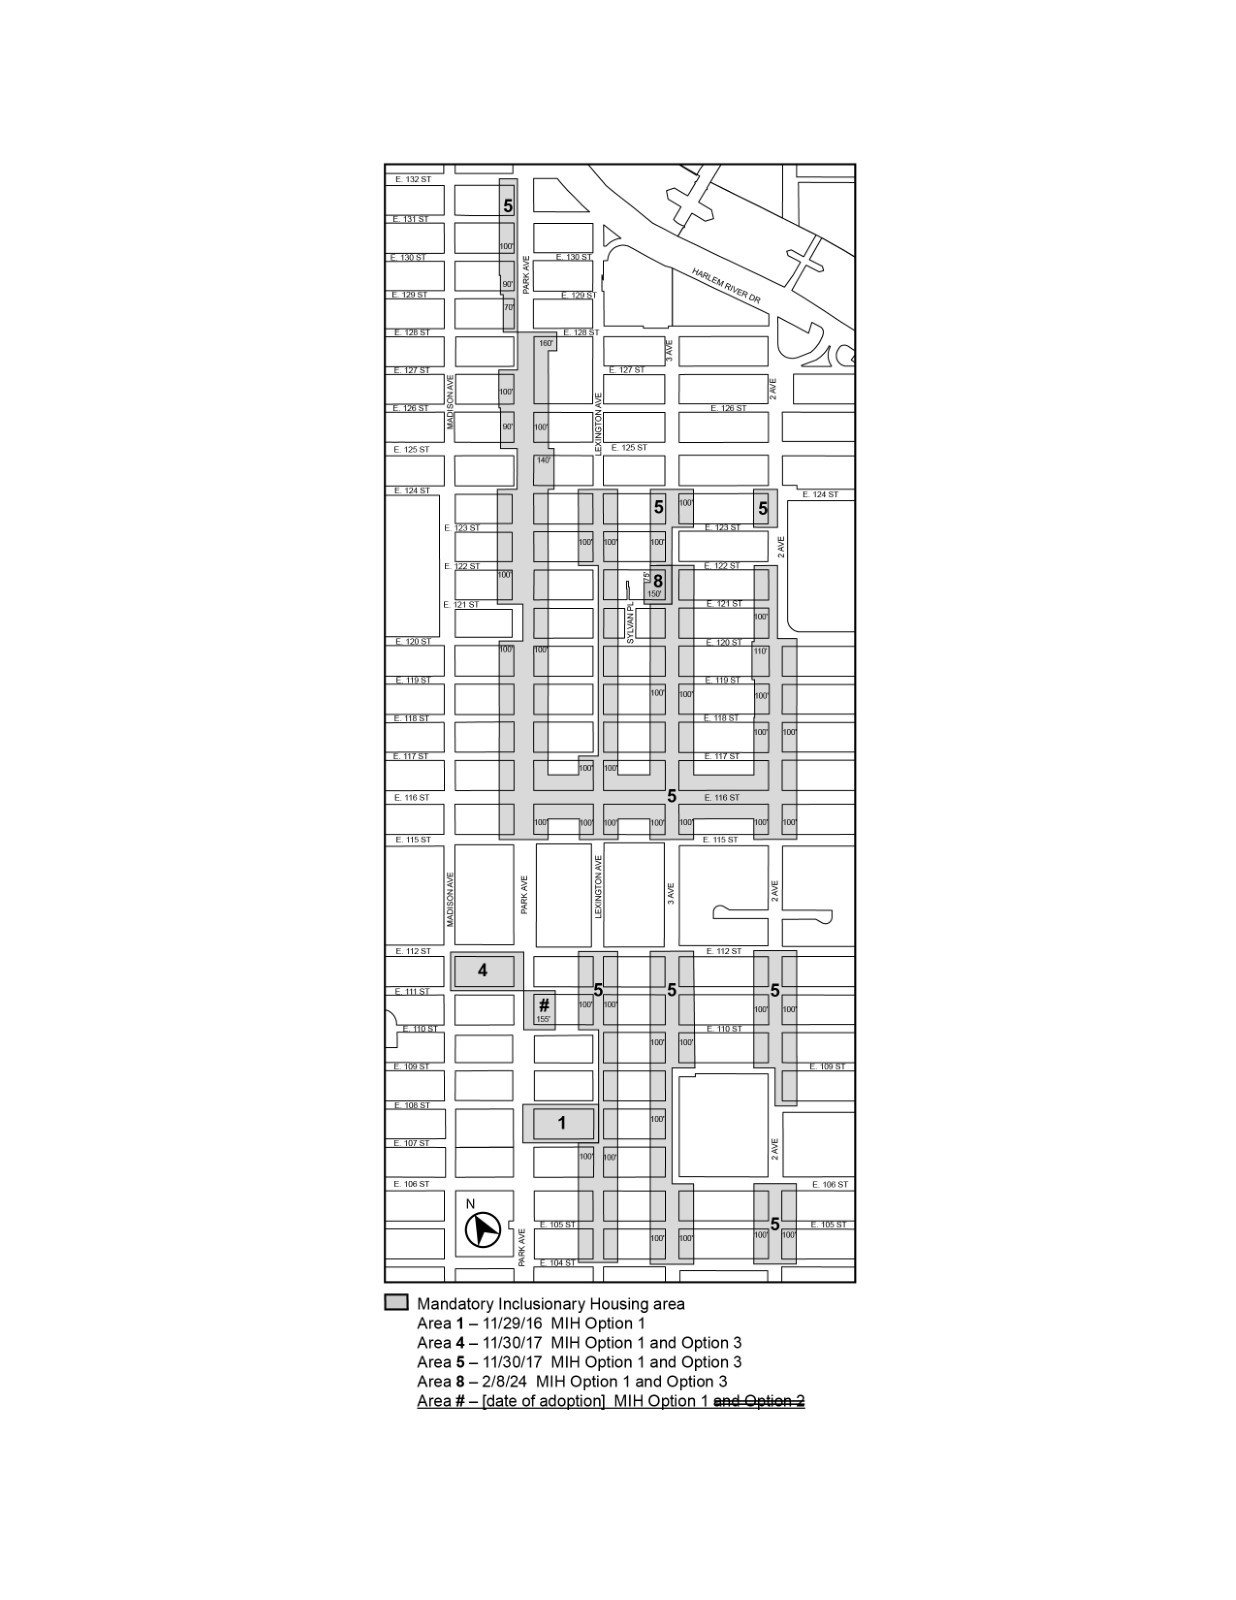 E. 132 ST
5
E. 131 ST
100'
E. 130 ST
E. 130 ST
PARK AVE
HARLEM RIVER DR
90'
E. 129 ST
E. 129 ST
70'
E. 128 ST
E. 128 ST
160'
3 AVE
E. 127 ST
E. 127 ST
MADISON AVE
100'
2 AVE
LEXINGTON AVE
E. 126 ST
E. 126 ST
90'
100'
E. 125 ST
E. 125 ST
140'
E. 124 ST
E. 124 ST
5
100'
5
E. 123 ST
E. 123 ST
100'
100'
100'
2 AVE
E. 122 ST
E. 122 ST
100'
75'
8
150'
E. 121 ST
E. 121 ST
SYLVAN PL
100'
E. 120 ST
E. 120 ST
100'
100'
110'
E. 119 ST
E. 119 ST
100'
100'
100'
E. 118 ST
E. 118 ST
100'
100'
E. 117 ST
E. 117 ST
100'
100'
E. 116 ST
5
E. 116 ST
100'
100'
100'
100'
100'
100'
100'
E. 115 ST
E. 115 ST
MADISON AVE
PARK AVE
LEXINGTON AVE
3 AVE
2 AVE
E. 112 ST
E. 112 ST
4
5
5
5
E. 111 ST
#
155'
100'
100'
100'
100'
E. 110 ST
E. 110 ST
100'
100'
E. 109 ST
E. 109 ST
E. 108 ST
1
100'
E. 107 ST
2 AVE
100'
100'
E. 106 ST
E. 106 ST
N
E. 105 ST
5
E. 105 ST
PARK AVE
100'
100'
100'
100'
E. 104 ST
Mandatory Inclusionary Housing area
Area 1 – 11/29/16 MIH Option 1
Area 4 – 11/30/17 MIH Option 1 and Option 3
Area 5 – 11/30/17 MIH Option 1 and Option 3
Area 8 – 2/8/24 MIH Option 1 and Option 3
Area # – [date of adoption] MIH Option 1 and Option 2